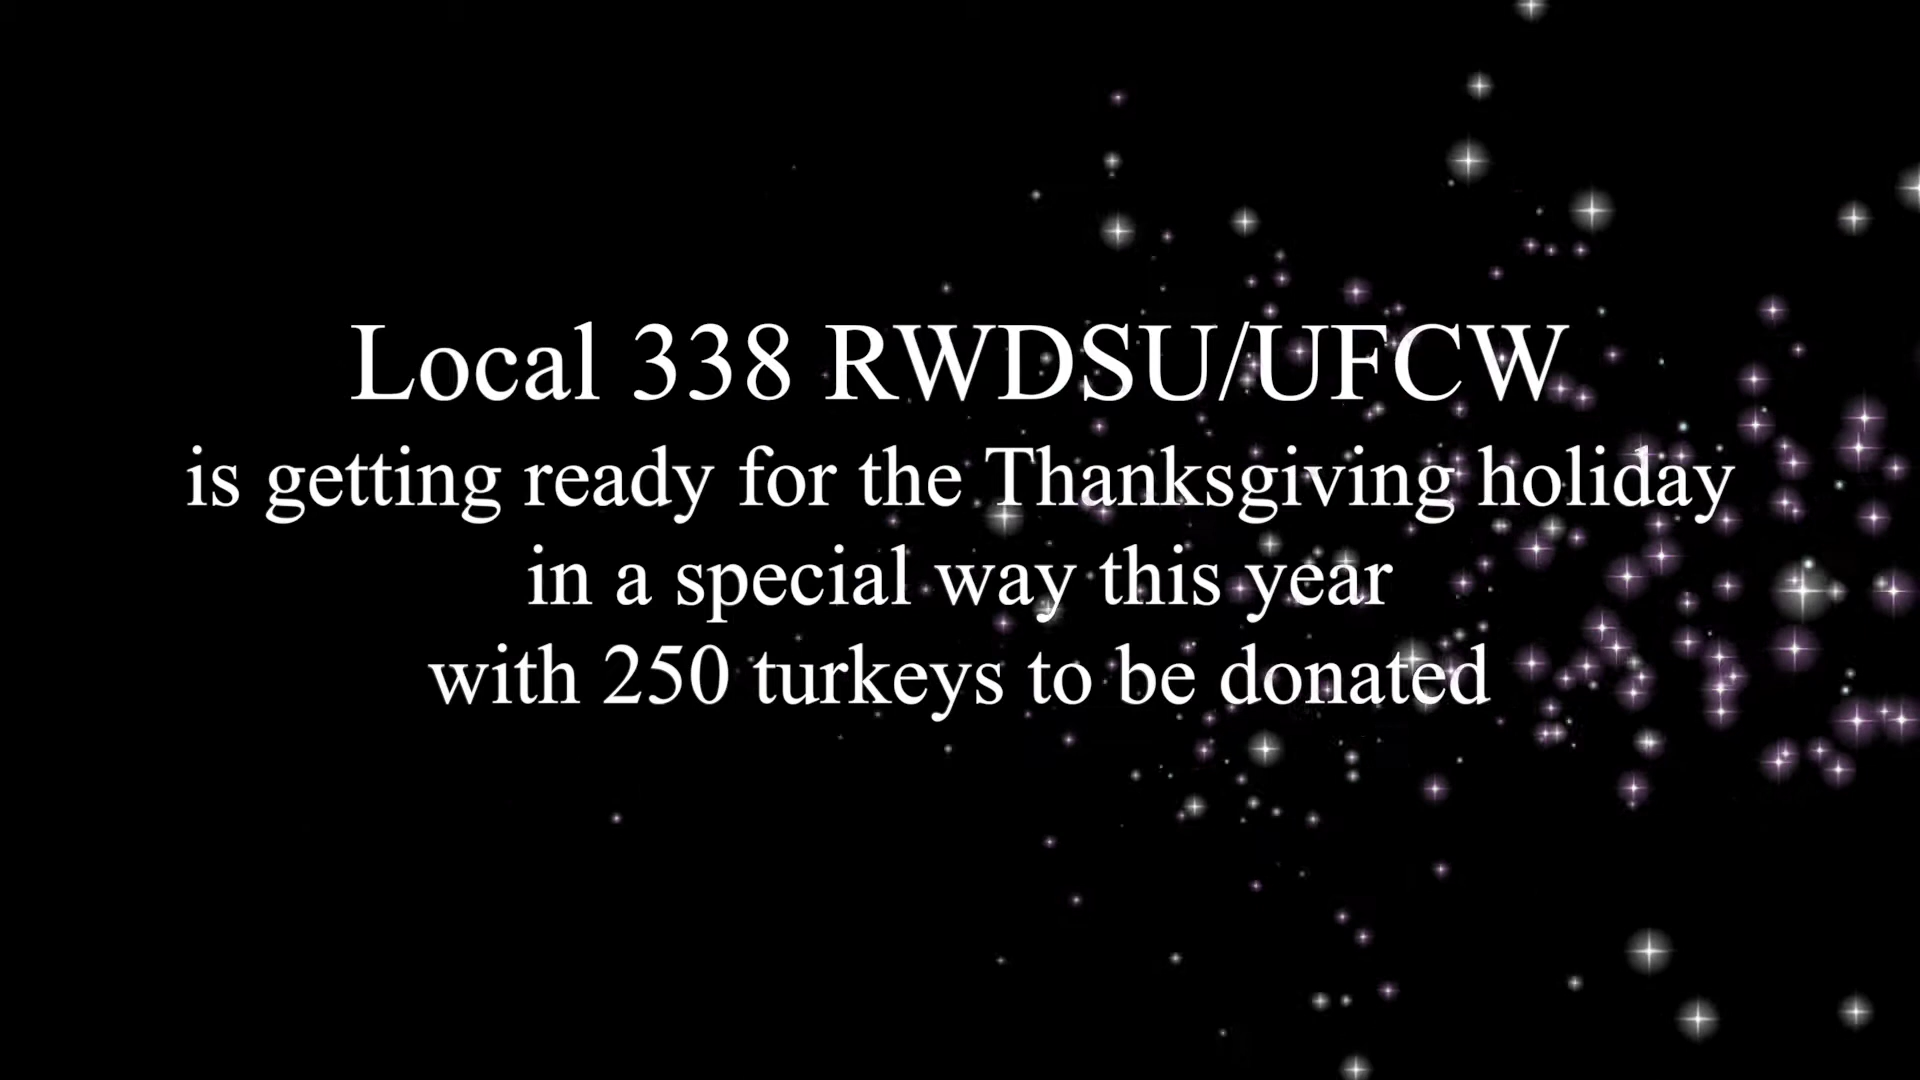 Local 338 RWDSU/UFCW
is getting ready for the Thanksgiving holiday
in a special way this year
with 250 turkeys to be donated